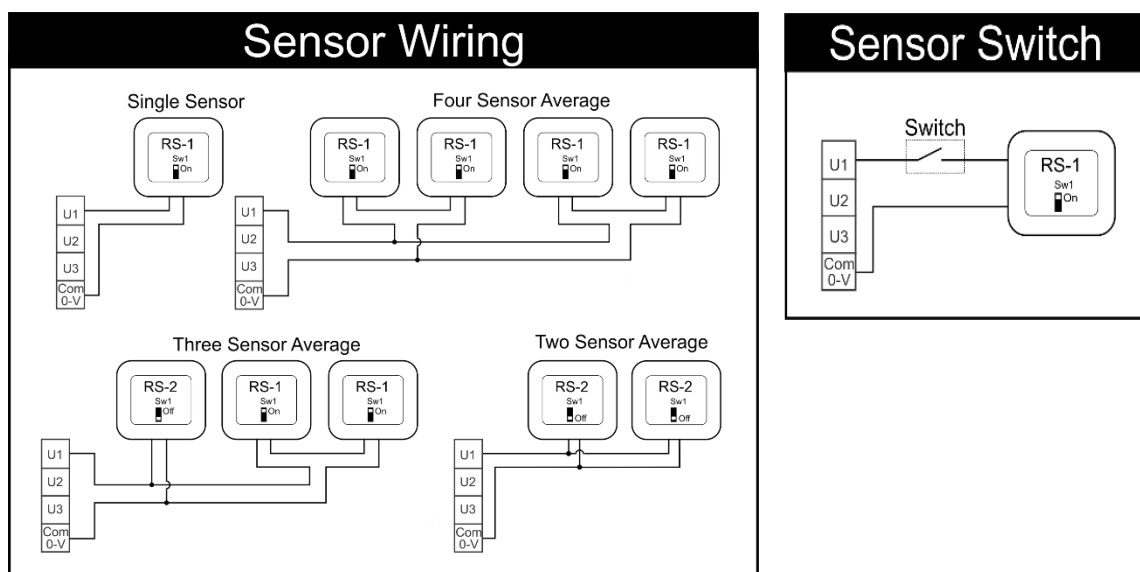 Sensor Wiring
Single Sensor
RS-1
Sw1
On
U1
U2
U3
Com
0-V
Four Sensor Average
RS-1
Sw1
On
RS-1
Sw1
On
RS-1
Sw1
On
RS-1
Sw1
On
U1
U2
U3
Com
0-V
Three Sensor Average
RS-2
Sw1
Off
RS-1
Sw1
On
RS-1
Sw1
On
U1
U2
U3
Com
0-V
Two Sensor Average
RS-2
Sw1
Off
RS-2
Sw1
Off
U1
U2
U3
Com
0-V
Sensor Switch
Switch
U1
U2
U3
Com
0-V
RS-1
Sw1
On